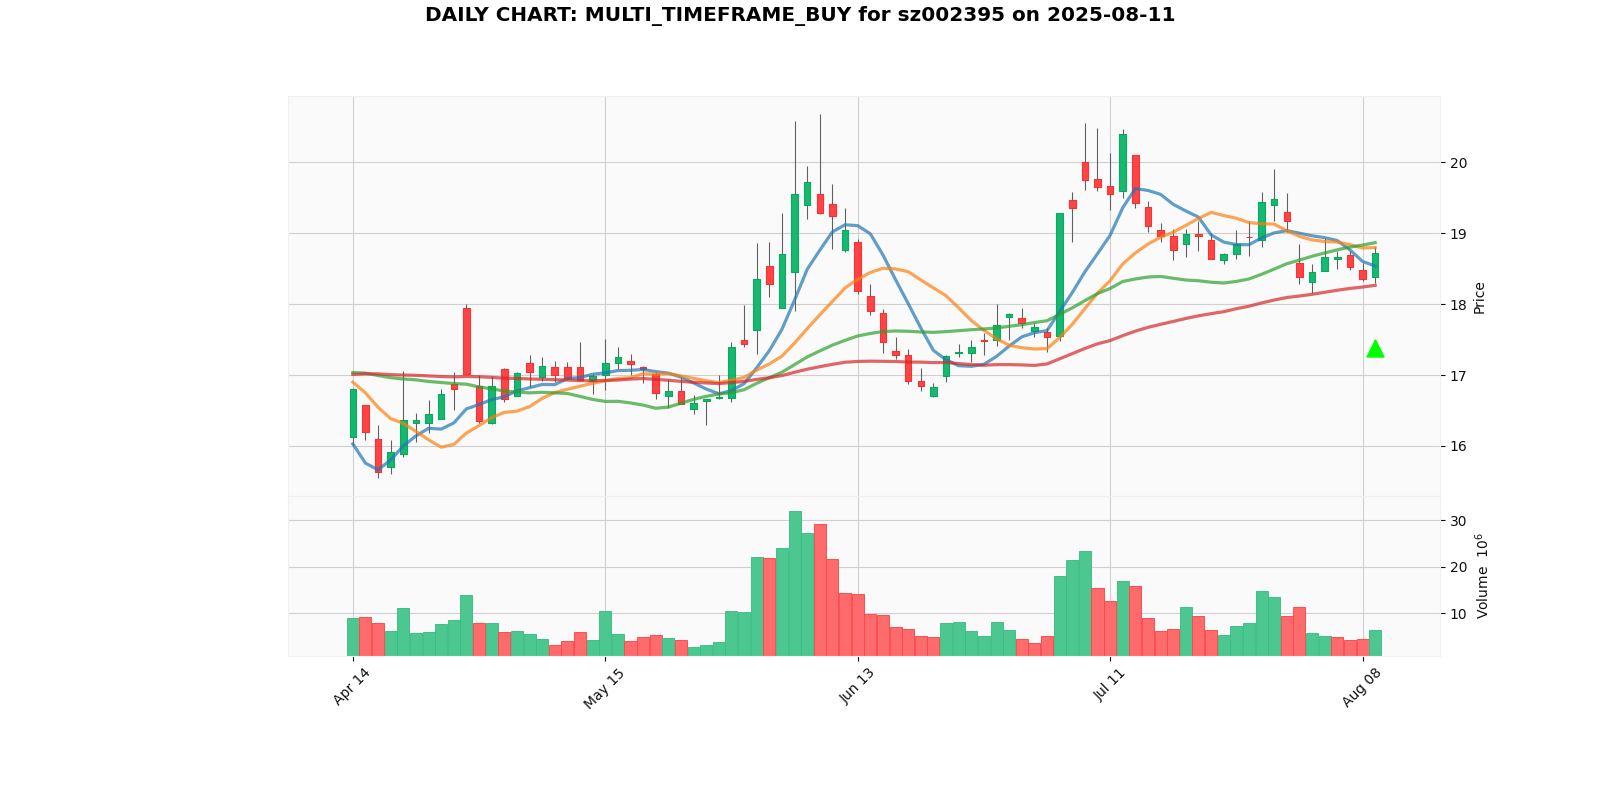 DAILY CHART: MULTI_TIMEFRAME_BUY for sz002395 on 2025-08-11
20
19
18
17
16
Price
30
20
10
Volume 10^6
Apr 14
May 15
Jun 13
Jul 11
Aug 08